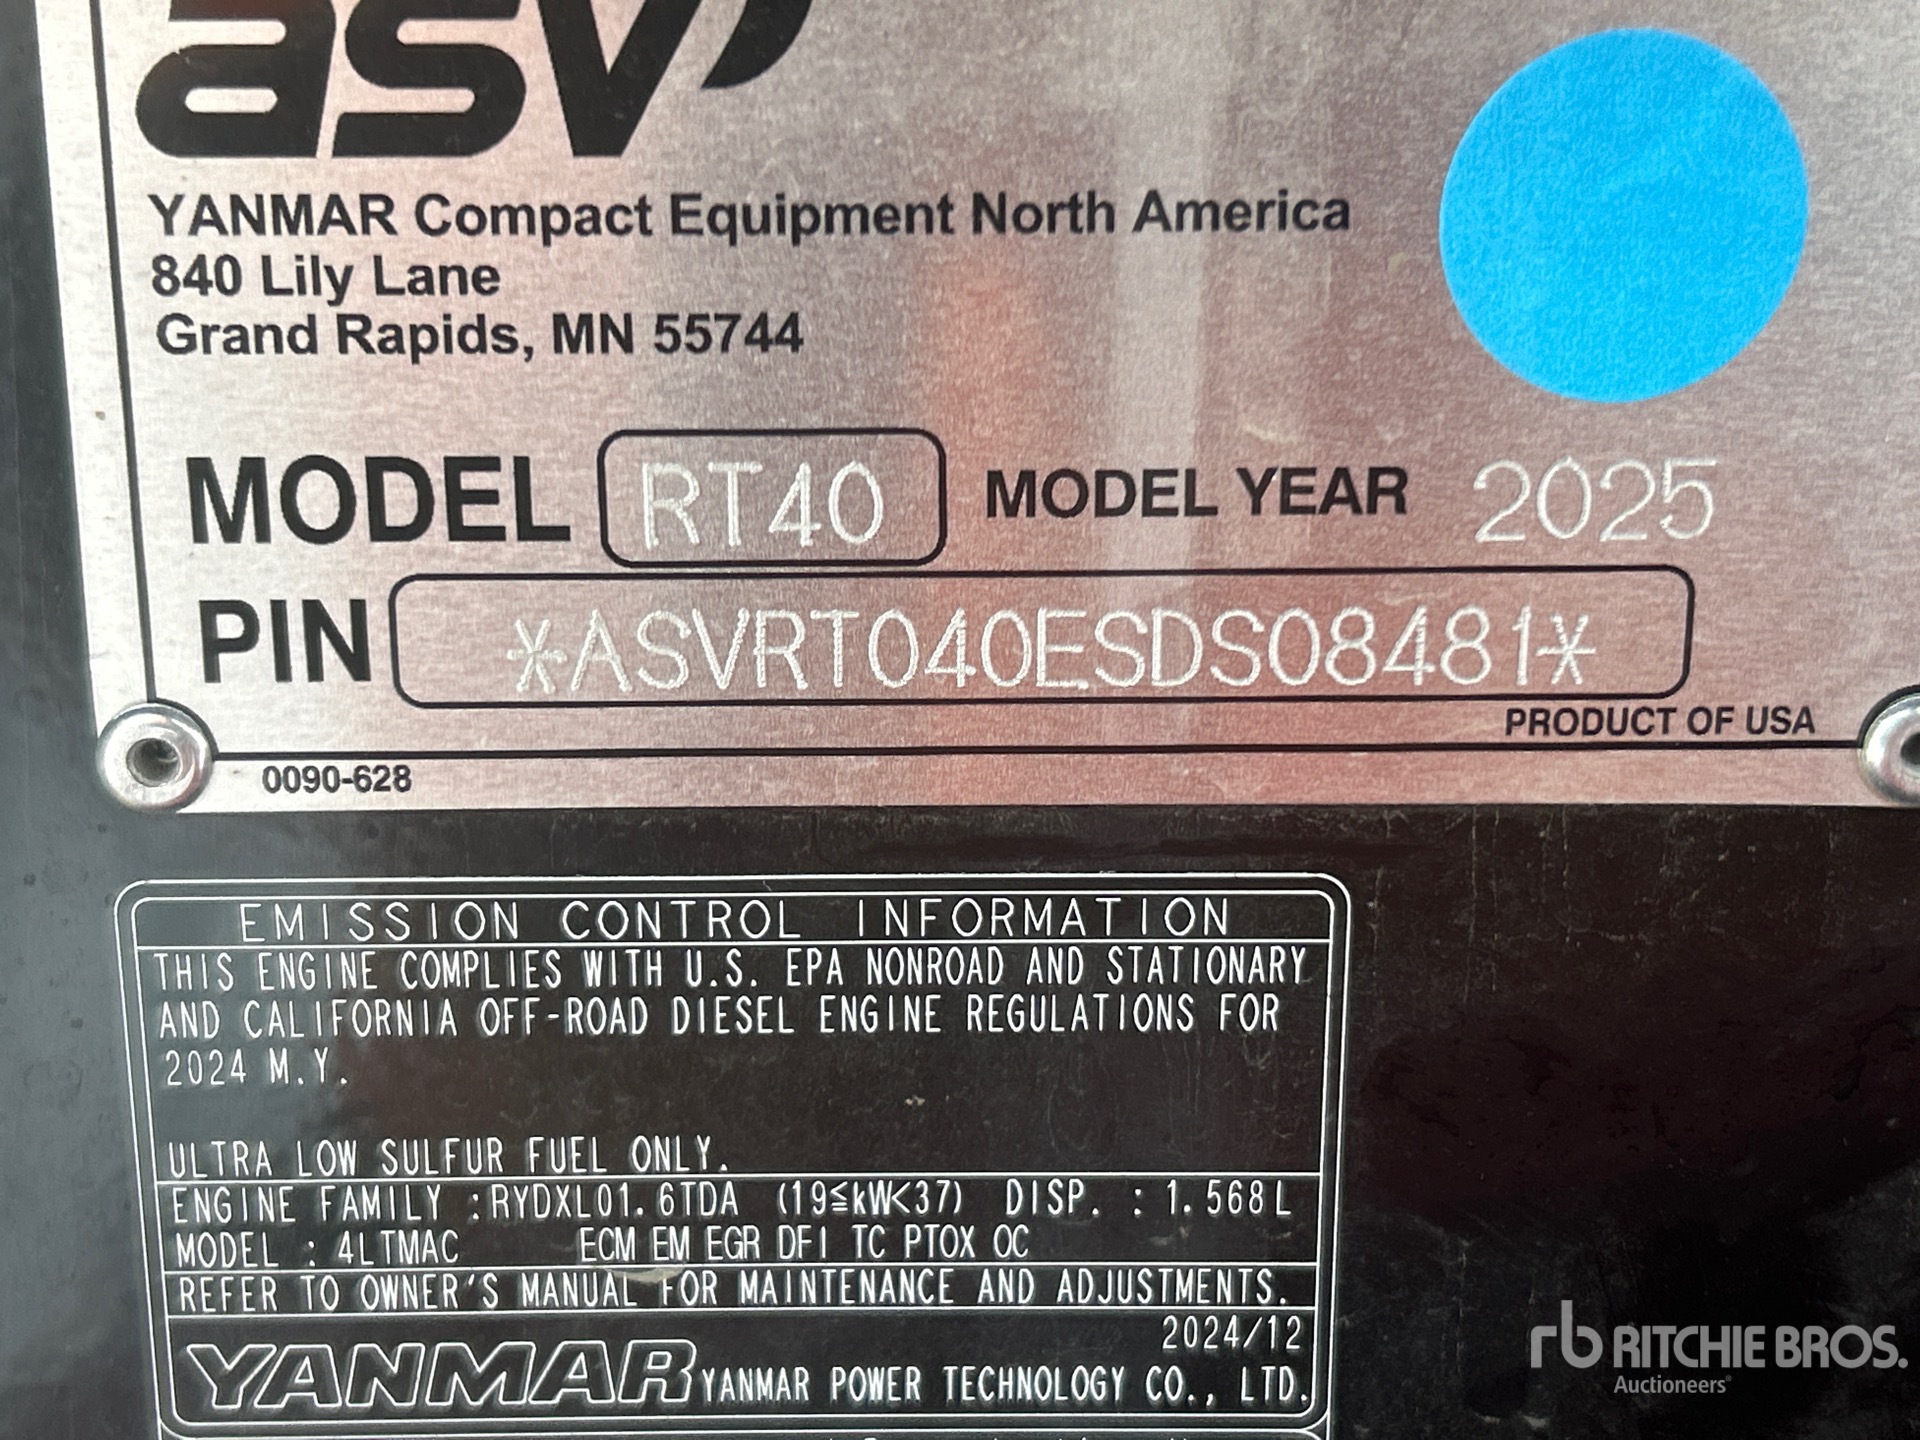 asv
YANMAR Compact Equipment North America
840 Lily Lane
Grand Rapids, MN 55744
MODEL RT40 MODEL YEAR 2025
PIN *ASVRT040ESDS08481*
PRODUCT OF USA
0090-628
EMISSION CONTROL INFORMATION
THIS ENGINE COMPLIES WITH U.S. EPA NONROAD AND STATIONARY
AND CALIFORNIA OFF-ROAD DIESEL ENGINE REGULATIONS FOR
2024 M.Y.
ULTRA LOW SULFUR FUEL ONLY.
ENGINE FAMILY :RYDXL01.6TDA (19≦kW<37) DISP. : 1.568L
MODEL : 4LTMAC ECM EM EGR DFI TC PTOX OC
REFER TO OWNER'S MANUAL FOR MAINTENANCE AND ADJUSTMENTS.
2024/12
YANMAR YANMAR POWER TECHNOLOGY CO., LTD.
rb RITCHIE BROS.
Auctioneers